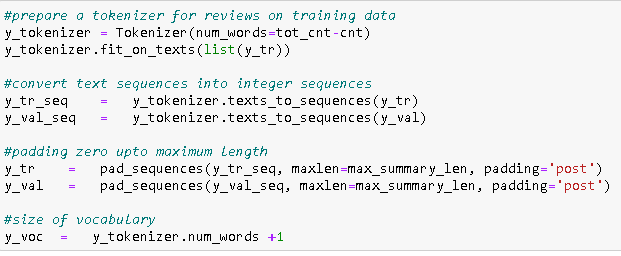 #prepare a tokenizer for reviews on training data
y_tokenizer = Tokenizer(num_words=tot_cnt-cnt)
y_tokenizer.fit_on_texts(list(y_tr))

#convert text sequences into integer sequences
y_tr_seq    =   y_tokenizer.texts_to_sequences(y_tr)
y_val_seq   =   y_tokenizer.texts_to_sequences(y_val)

#padding zero upto maximum length
y_tr    =   pad_sequences(y_tr_seq, maxlen=max_summary_len, padding='post')
y_val   =   pad_sequences(y_val_seq, maxlen=max_summary_len, padding='post')

#size of vocabulary
y_voc  =   y_tokenizer.num_words +1